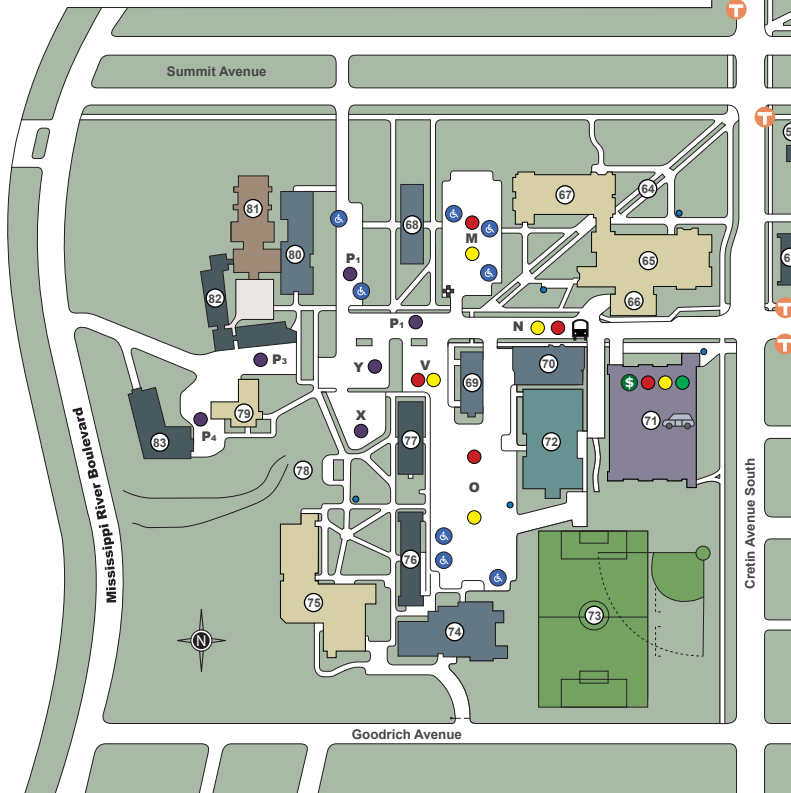 T
Summit Avenue
T
81
67
64
68
M
80
65
P1
82
66
P1
N
T
P3
Y
V
70
69
T
$
79
P4
X
71
83
77
72
78
O
Mississippi River Boulevard
Cretin Avenue South
76
75
73
74
N
Goodrich Avenue